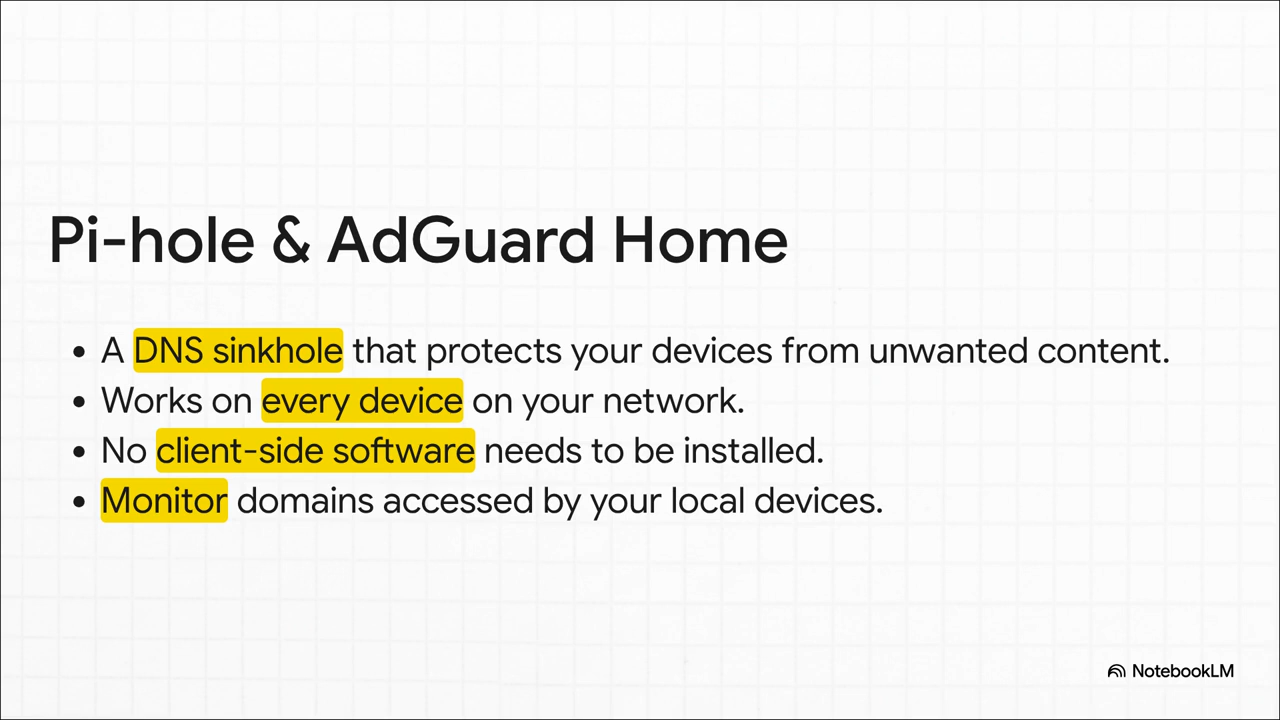 Pi-hole & AdGuard Home
• A DNS sinkhole that protects your devices from unwanted content.
• Works on every device on your network.
• No client-side software needs to be installed.
• Monitor domains accessed by your local devices.
NotebookLM